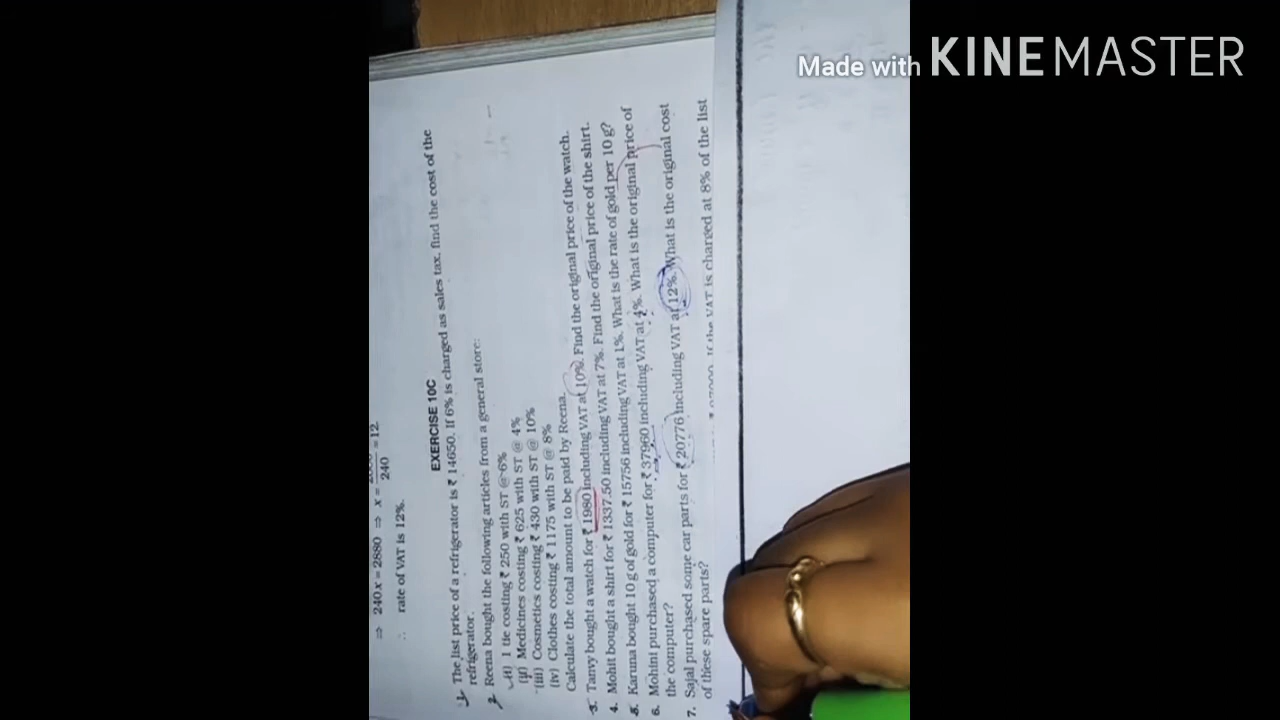 Made with KINEMASTER
⇒ 240x = 2880 ⇒ x = 2880/240 = 12
∴ rate of VAT is 12%.
EXERCISE 10C
1. The list price of a refrigerator is ₹ 14650. If 6% is charged as sales tax, find the cost of the
refrigerator.
2. Reena bought the following articles from a general store:
(i) 1 tie costing ₹ 250 with ST @ 6%
(ii) Medicines costing ₹ 625 with ST @ 4%
(iii) Cosmetics costing ₹ 430 with ST @ 10%
(iv) Clothes costing ₹ 1175 with ST @ 8%
Calculate the total amount to be paid by Reena.
3. Tanvy bought a watch for ₹ 1980 including VAT at 10%. Find the original price of the watch.
4. Mohit bought a shirt for ₹ 1337.50 including VAT at 7%. Find the original price of the shirt.
5. Karuna bought 10 g of gold for ₹ 15756 including VAT at 1%. What is the rate of gold per 10 g?
6. Mohini purchased a computer for ₹ 37960 including VAT at 4%. What is the original price of
the computer?
7. Sajal purchased some car parts for ₹ 20776 including VAT at 12%. What is the original cost
of these spare parts?
If the VAT is charged at 8% of the list